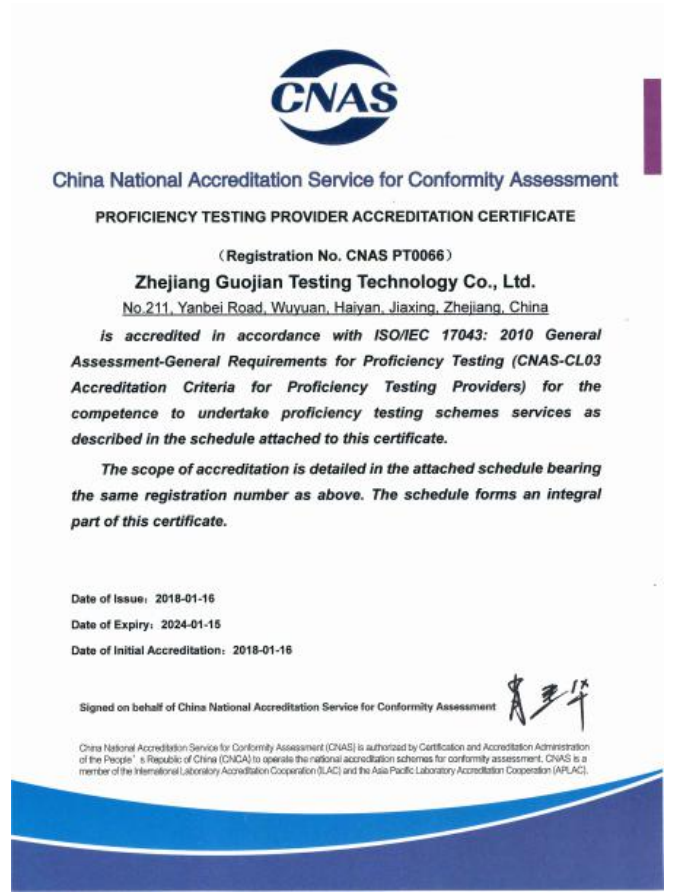 CNAS
China National Accreditation Service for Conformity Assessment
PROFICIENCY TESTING PROVIDER ACCREDITATION CERTIFICATE
（Registration No. CNAS PT0066）
Zhejiang Guojian Testing Technology Co., Ltd.
No.211, Yanbei Road, Wuyuan, Haiyan, Jiaxing, Zhejiang, China
is accredited in accordance with ISO/IEC 17043: 2010 General
Assessment-General Requirements for Proficiency Testing (CNAS-CL03
Accreditation Criteria for Proficiency Testing Providers) for the
competence to undertake proficiency testing schemes services as
described in the schedule attached to this certificate.
The scope of accreditation is detailed in the attached schedule bearing
the same registration number as above. The schedule forms an integral
part of this certificate.
Date of Issue：2018-01-16
Date of Expiry：2024-01-15
Date of Initial Accreditation：2018-01-16
Signed on behalf of China National Accreditation Service for Conformity Assessment
China National Accreditation Service for Conformity Assessment (CNAS) is authorized by Certification and Accreditation Administration
of the People' s Republic of China (CNCA) to operate the national accreditation schemes for conformity assessment. CNAS is a
member of the International Laboratory Accreditation Cooperation (ILAC) and the Asia Pacific Laboratory Accreditation Cooperation (APLAC).